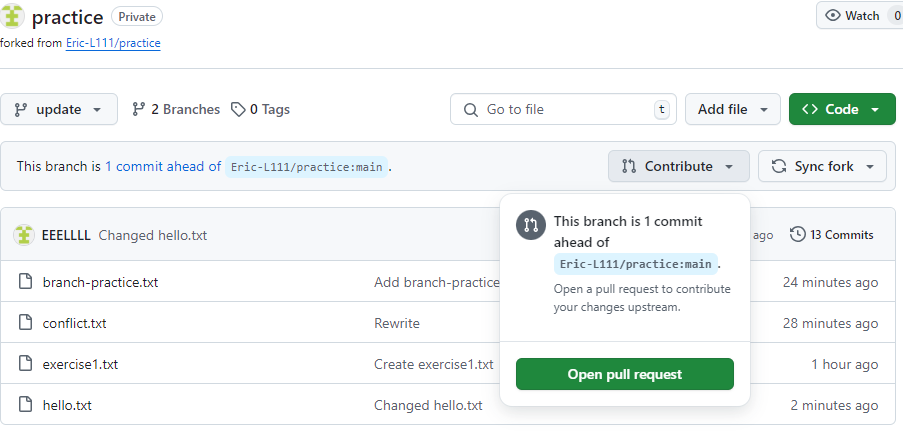 practice Private Watch 0
forked from Eric-L111/practice
update 2 Branches 0 Tags Go to file t Add file Code
This branch is 1 commit ahead of Eric-L111/practice:main . Contribute Sync fork
This branch is 1 commit
ahead of
Eric-L111/practice:main .
Open a pull request to contribute
your changes upstream.
Open pull request
EEELLLL Changed hello.txt ago 13 Commits
branch-practice.txt Add branch-practice 24 minutes ago
conflict.txt Rewrite 28 minutes ago
exercise1.txt Create exercise1.txt 1 hour ago
hello.txt Changed hello.txt 2 minutes ago